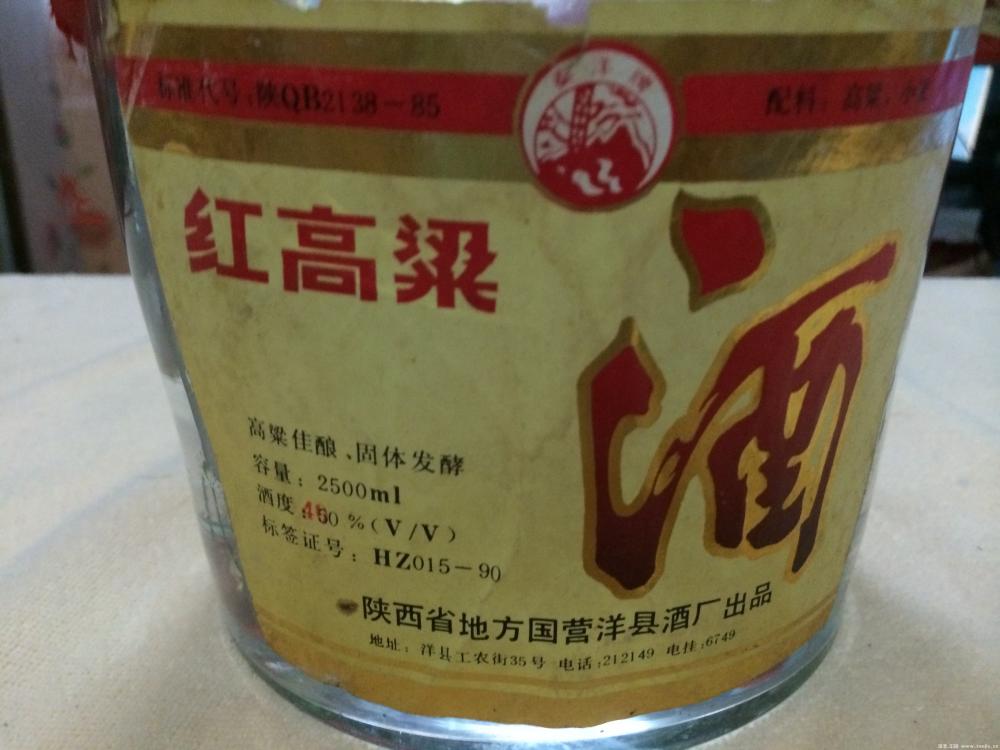 标准代号:陕QB2138-85
洋牌
配料:高粱、小麦
红高粱
酒
高粱佳酿、固体发酵
容量:2500ml
酒度 %(V/V)
标签证号:HZ015-90
陕西省地方国营洋县酒厂出品
地址:洋县工农街35号 电话:212149 电挂:6749